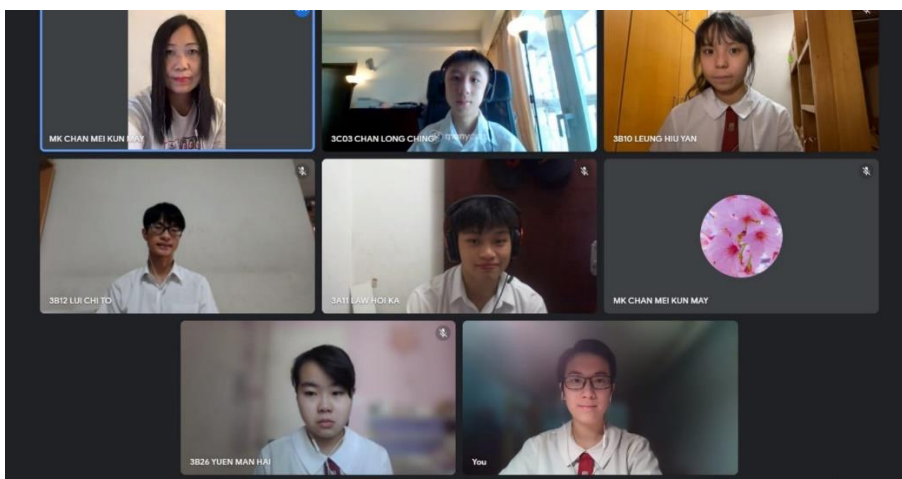 MK CHAN MEI KUN MAY
3C03 CHAN LONG CHING
3B10 LEUNG HIU YAN
3B12 LUI CHI TO
3A11 LAW HOI KA
MK CHAN MEI KUN MAY
3B26 YUEN MAN HAI
You